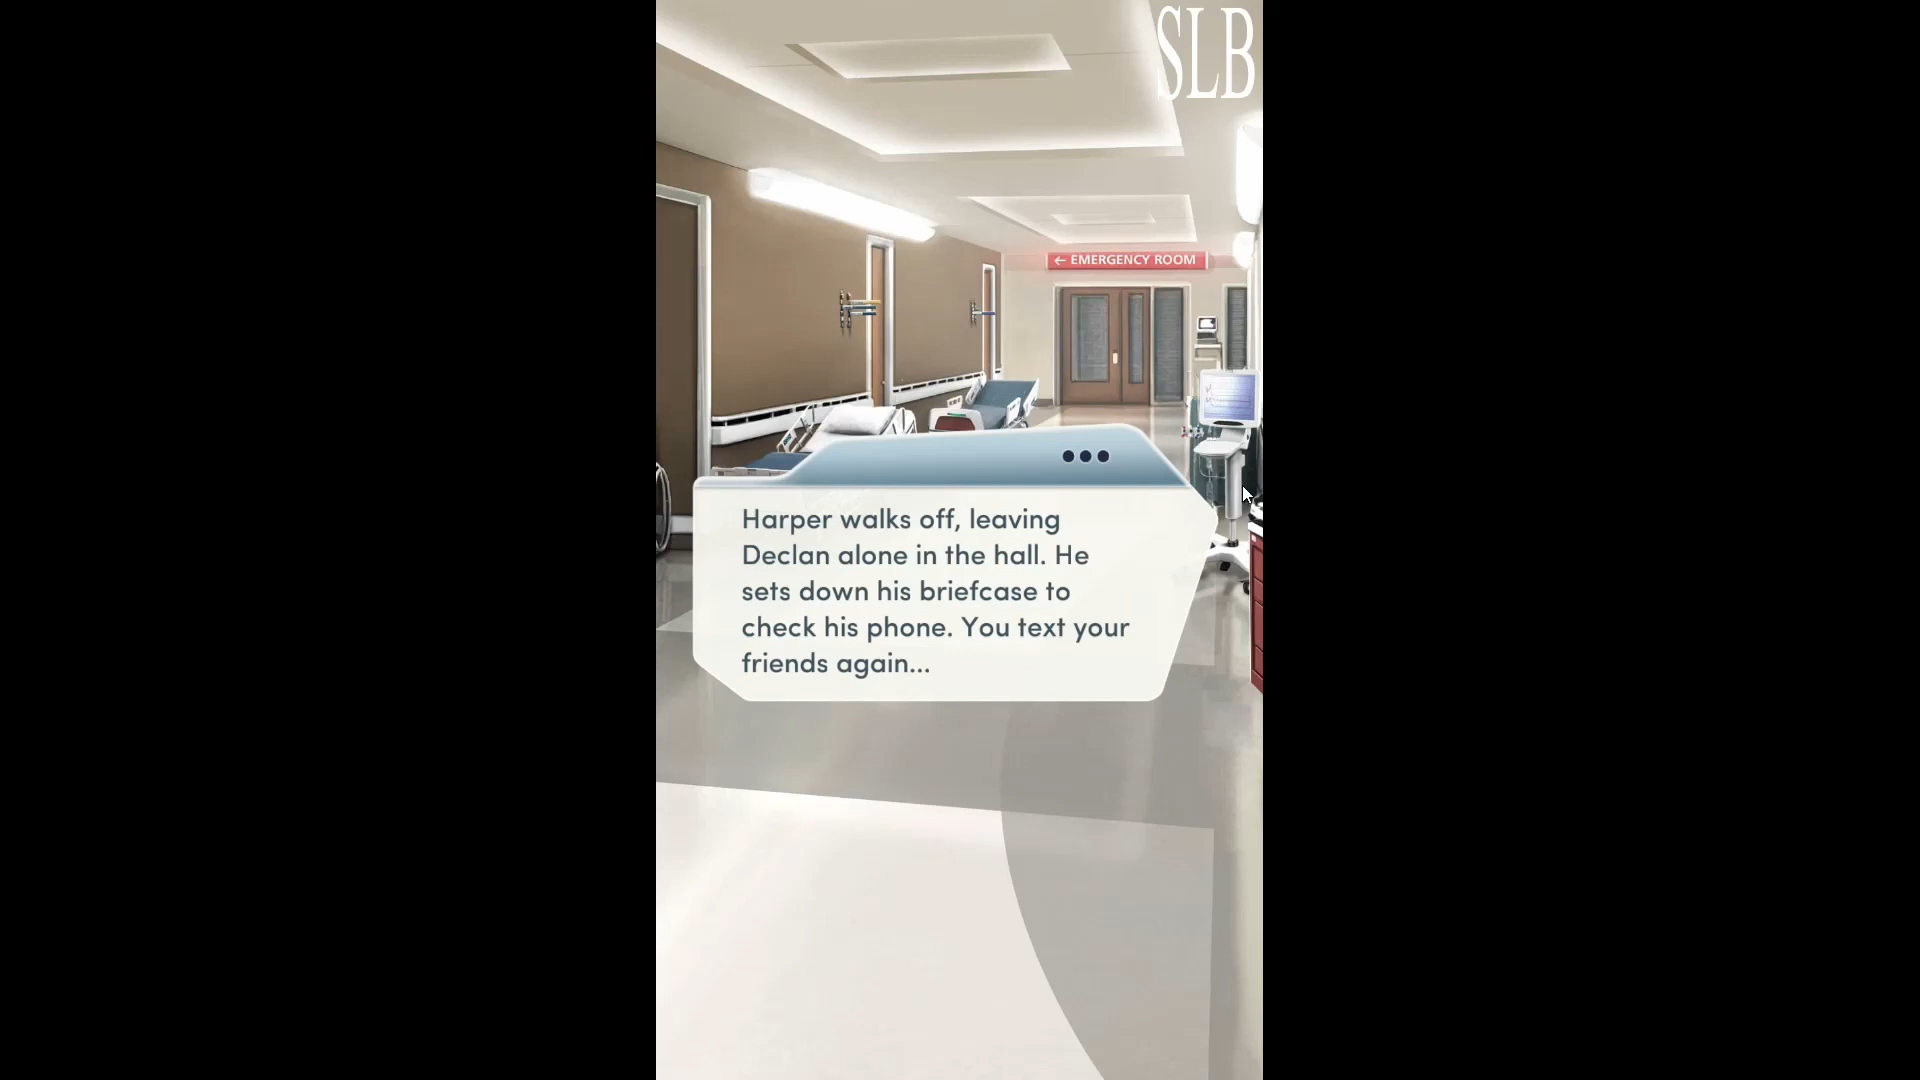 SLB
← EMERGENCY ROOM
Harper walks off, leaving
Declan alone in the hall. He
sets down his briefcase to
check his phone. You text your
friends again...